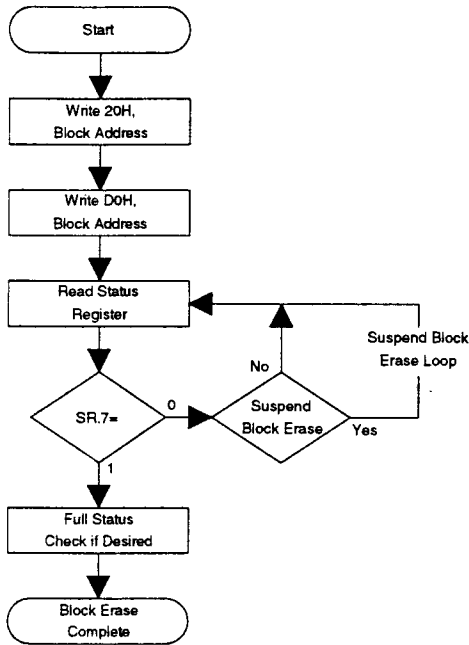 Start
Write 20H,
Block Address
Write D0H,
Block Address
Read Status
Register
Suspend Block
Erase Loop
No
SR.7=
0
Suspend
Block Erase
Yes
1
Full Status
Check if Desired
Block Erase
Complete